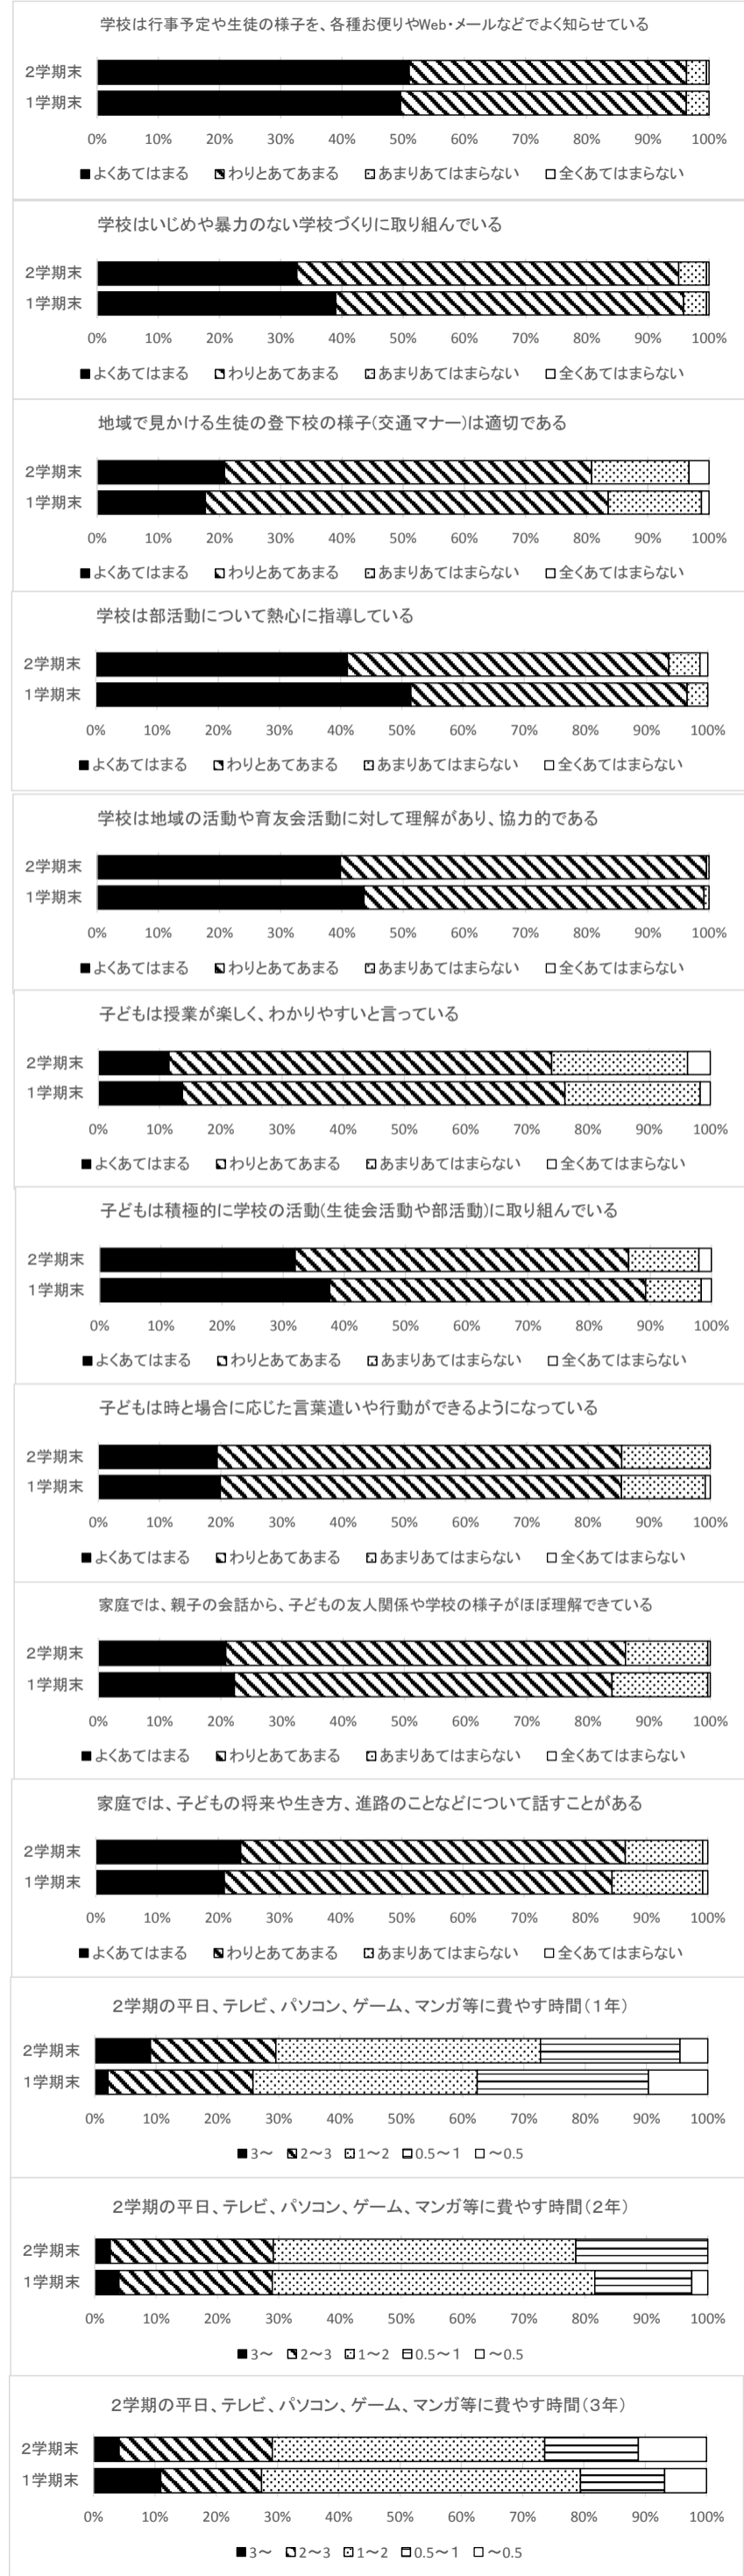 学校は行事予定や生徒の様子を、各種お便りやWeb・メールなどでよく知らせている
2学期末
1学期末
0% 10% 20% 30% 40% 50% 60% 70% 80% 90% 100%
■よくあてはまる わりとあてあまる あまりあてはまらない □全くあてはまらない
学校はいじめや暴力のない学校づくりに取り組んでいる
2学期末
1学期末
0% 10% 20% 30% 40% 50% 60% 70% 80% 90% 100%
■よくあてはまる わりとあてあまる あまりあてはまらない □全くあてはまらない
地域で見かける生徒の登下校の様子(交通マナー)は適切である
2学期末
1学期末
0% 10% 20% 30% 40% 50% 60% 70% 80% 90% 100%
■よくあてはまる わりとあてあまる あまりあてはまらない □全くあてはまらない
学校は部活動について熱心に指導している
2学期末
1学期末
0% 10% 20% 30% 40% 50% 60% 70% 80% 90% 100%
■よくあてはまる わりとあてあまる あまりあてはまらない □全くあてはまらない
学校は地域の活動や育友会活動に対して理解があり、協力的である
2学期末
1学期末
0% 10% 20% 30% 40% 50% 60% 70% 80% 90% 100%
■よくあてはまる わりとあてあまる あまりあてはまらない □全くあてはまらない
子どもは授業が楽しく、わかりやすいと言っている
2学期末
1学期末
0% 10% 20% 30% 40% 50% 60% 70% 80% 90% 100%
■よくあてはまる わりとあてあまる あまりあてはまらない □全くあてはまらない
子どもは積極的に学校の活動(生徒会活動や部活動)に取り組んでいる
2学期末
1学期末
0% 10% 20% 30% 40% 50% 60% 70% 80% 90% 100%
■よくあてはまる わりとあてあまる あまりあてはまらない □全くあてはまらない
子どもは時と場合に応じた言葉遣いや行動ができるようになっている
2学期末
1学期末
0% 10% 20% 30% 40% 50% 60% 70% 80% 90% 100%
■よくあてはまる わりとあてあまる あまりあてはまらない □全くあてはまらない
家庭では、親子の会話から、子どもの友人関係や学校の様子がほぼ理解できている
2学期末
1学期末
0% 10% 20% 30% 40% 50% 60% 70% 80% 90% 100%
■よくあてはまる わりとあてあまる あまりあてはまらない □全くあてはまらない
家庭では、子どもの将来や生き方、進路のことなどについて話すことがある
2学期末
1学期末
0% 10% 20% 30% 40% 50% 60% 70% 80% 90% 100%
■よくあてはまる わりとあてあまる あまりあてはまらない □全くあてはまらない
2学期の平日、テレビ、パソコン、ゲーム、マンガ等に費やす時間(1年)
2学期末
1学期末
0% 10% 20% 30% 40% 50% 60% 70% 80% 90% 100%
■3～ 2～3 1～2 0.5～1 □～0.5
2学期の平日、テレビ、パソコン、ゲーム、マンガ等に費やす時間(2年)
2学期末
1学期末
0% 10% 20% 30% 40% 50% 60% 70% 80% 90% 100%
■3～ 2～3 1～2 0.5～1 □～0.5
2学期の平日、テレビ、パソコン、ゲーム、マンガ等に費やす時間(3年)
2学期末
1学期末
0% 10% 20% 30% 40% 50% 60% 70% 80% 90% 100%
■3～ 2～3 1～2 0.5～1 □～0.5